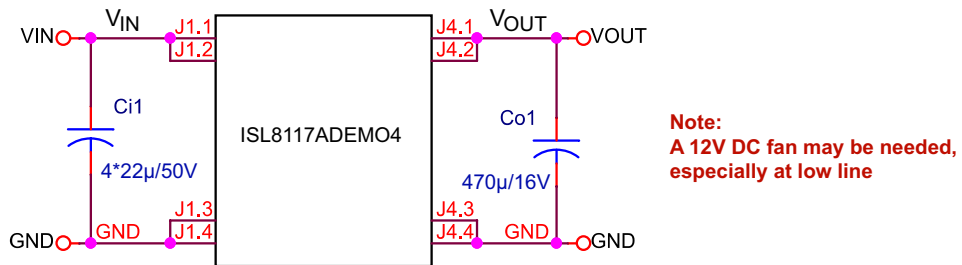 VIN
V_IN
J1.1
J1.2
Ci1
4*22µ/50V
J1.3
GND
GND
J1.4
ISL8117ADEMO4
J4.1
V_OUT
VOUT
J4.2
Co1
470µ/16V
J4.3
J4.4
GND
GND
Note:
A 12V DC fan may be needed,
especially at low line